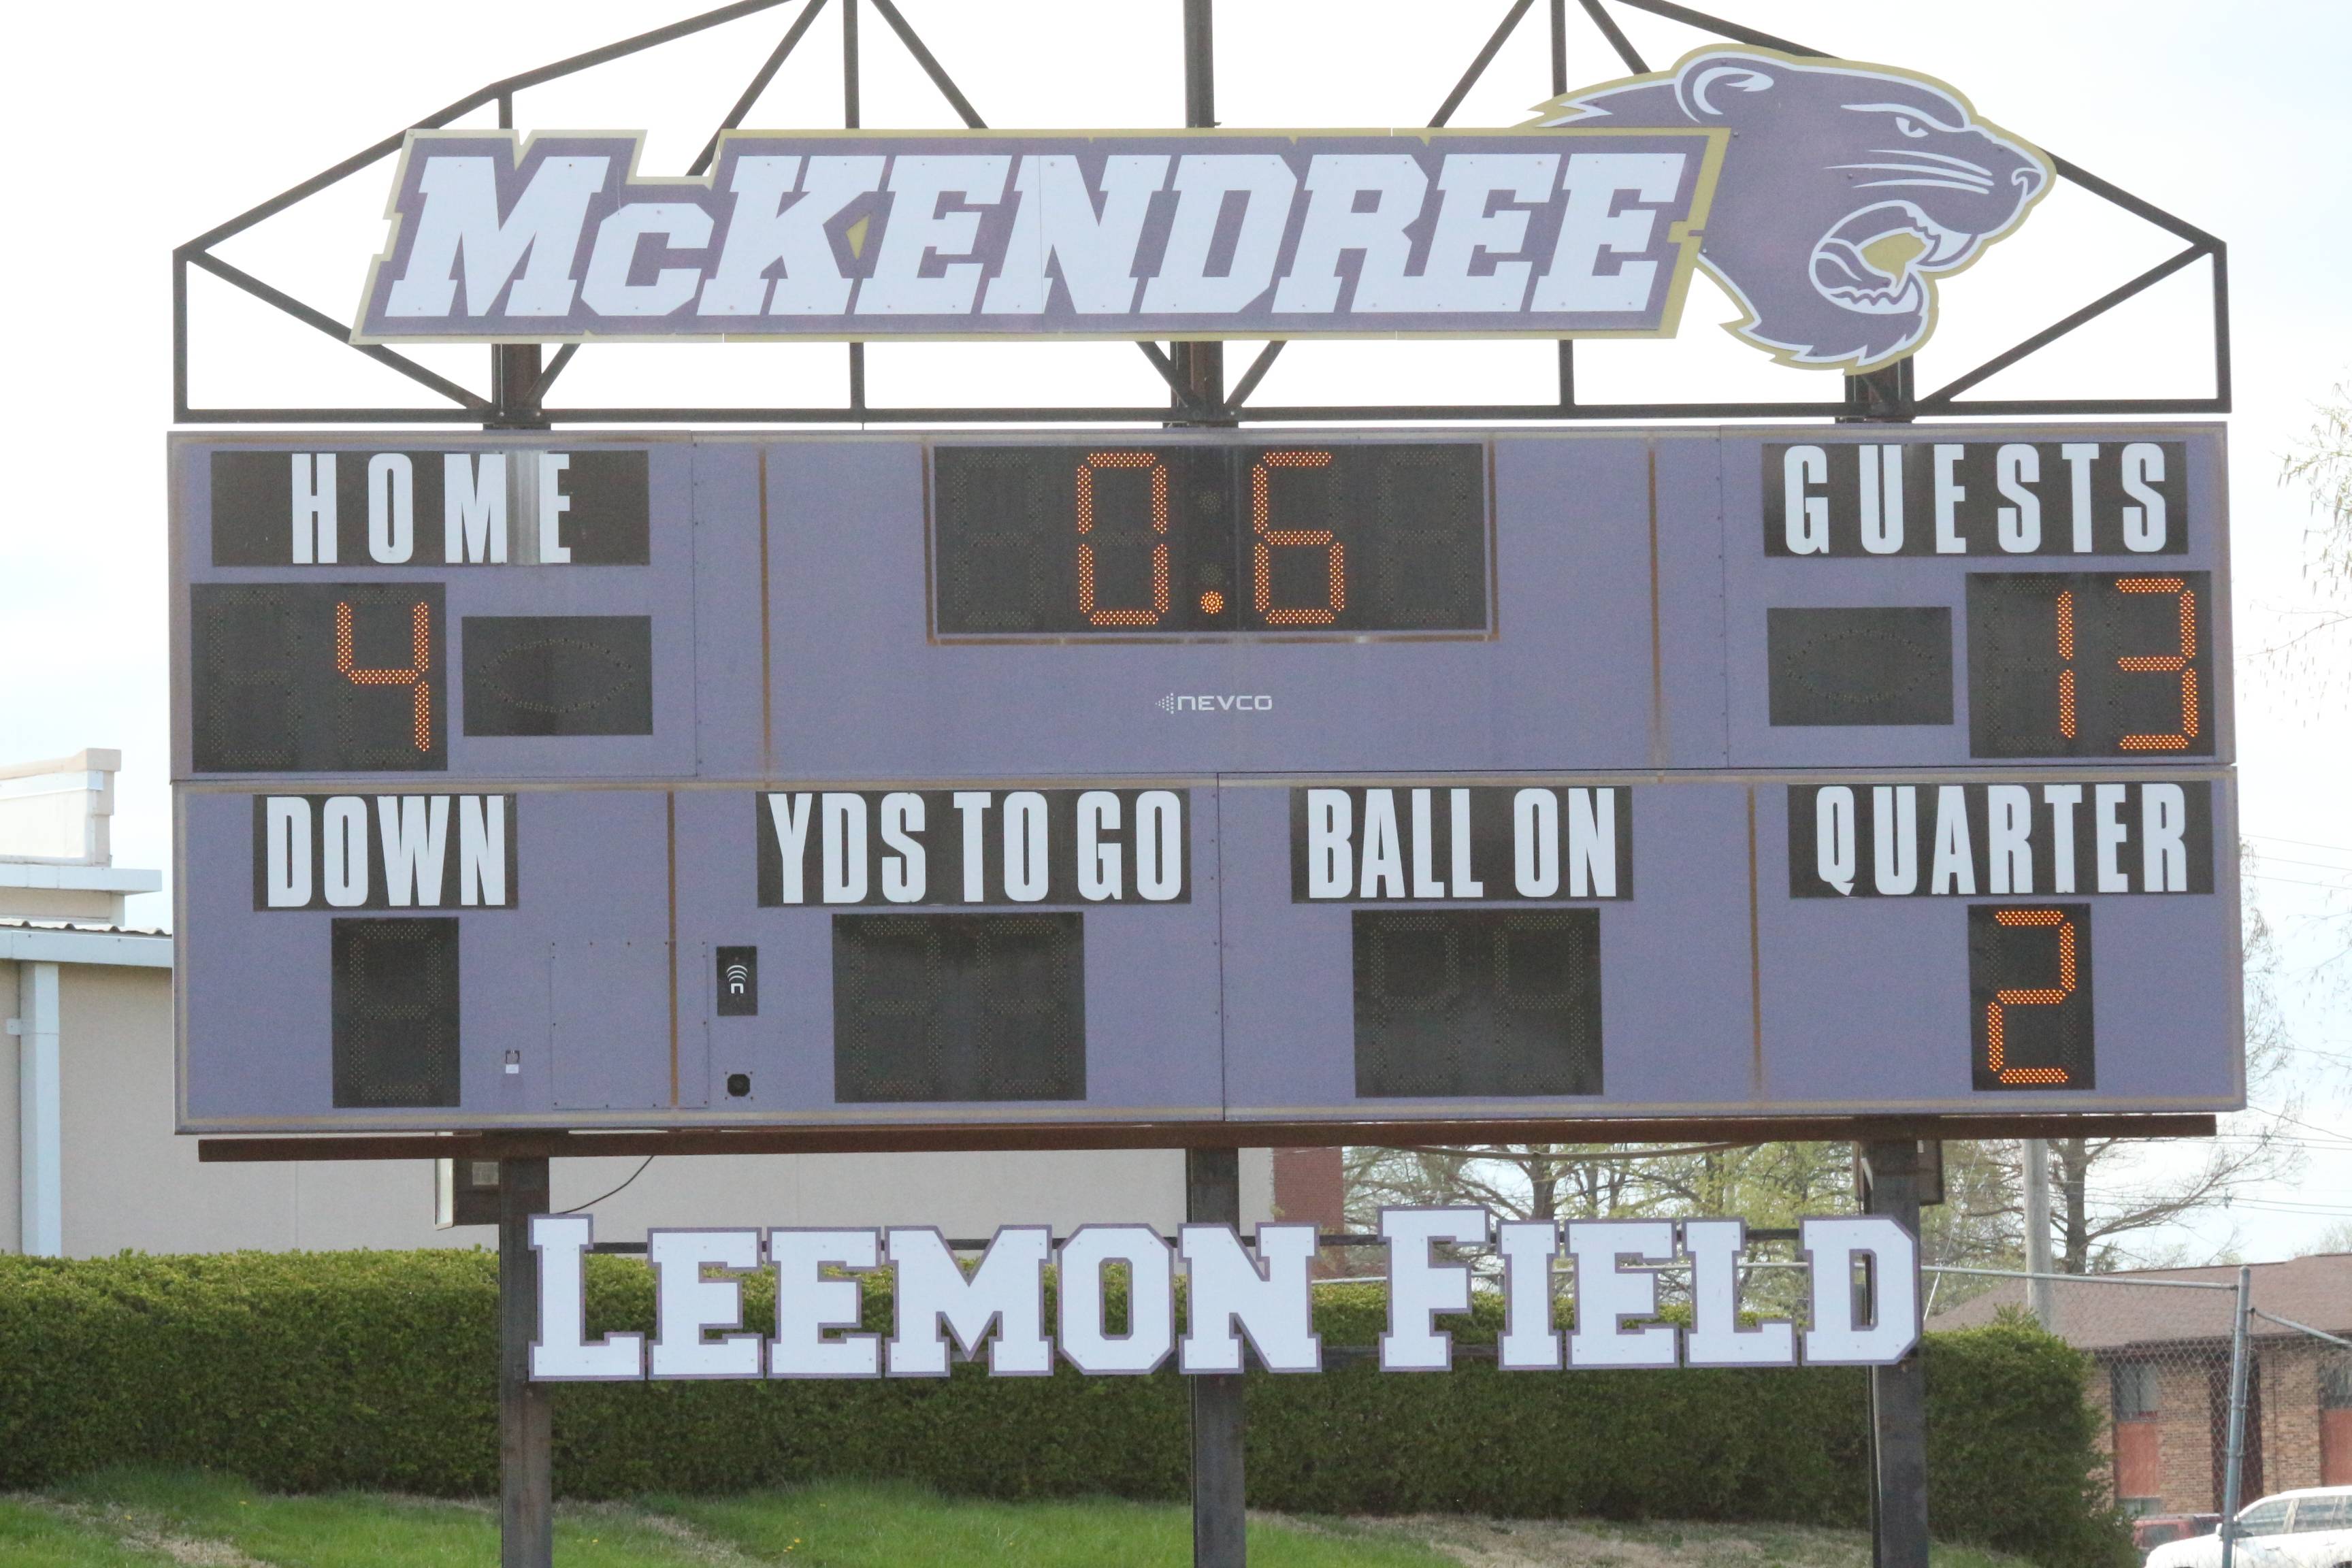 McKENDREE
HOME 0.6 GUESTS
4 13
NEVCO
DOWN YDS TO GO BALL ON QUARTER
2
LEEMON FIELD